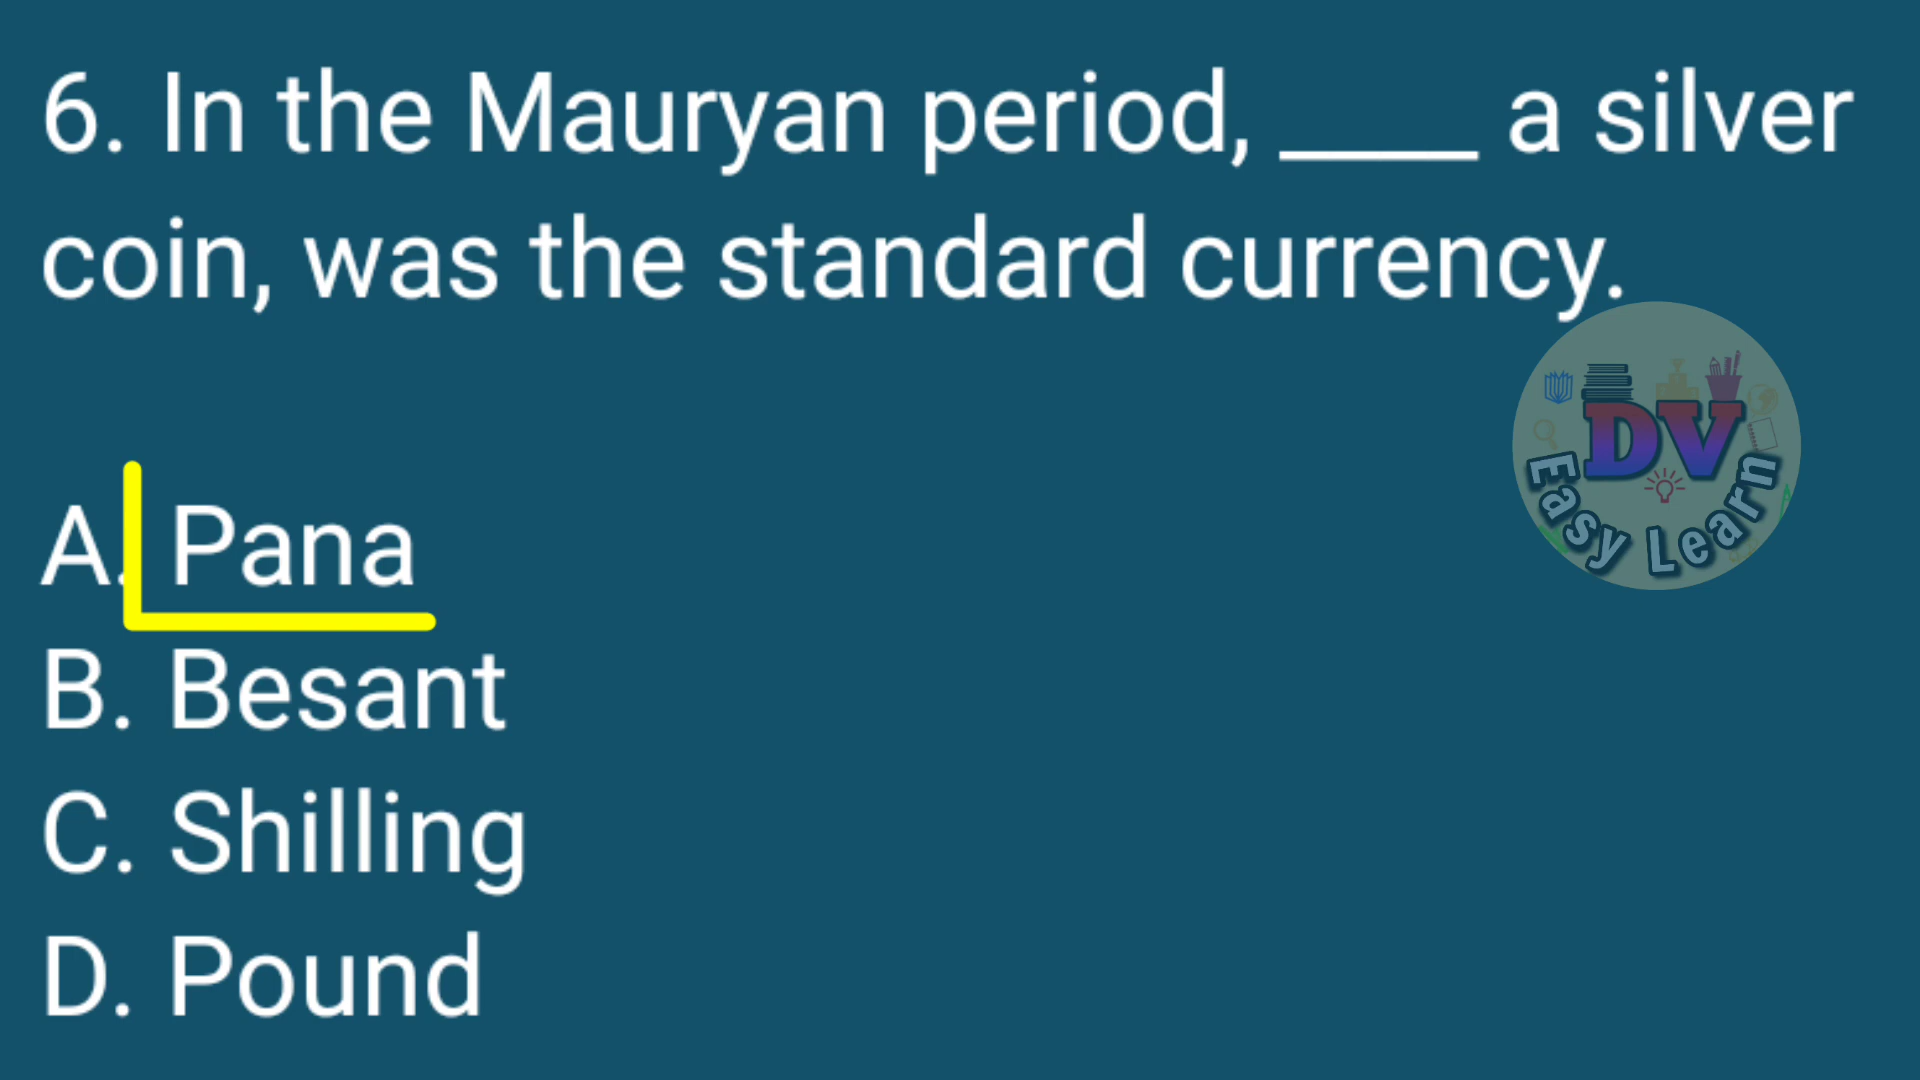 6. In the Mauryan period, ____ a silver
coin, was the standard currency.
DV
Easy Learn
A. Pana
B. Besant
C. Shilling
D. Pound